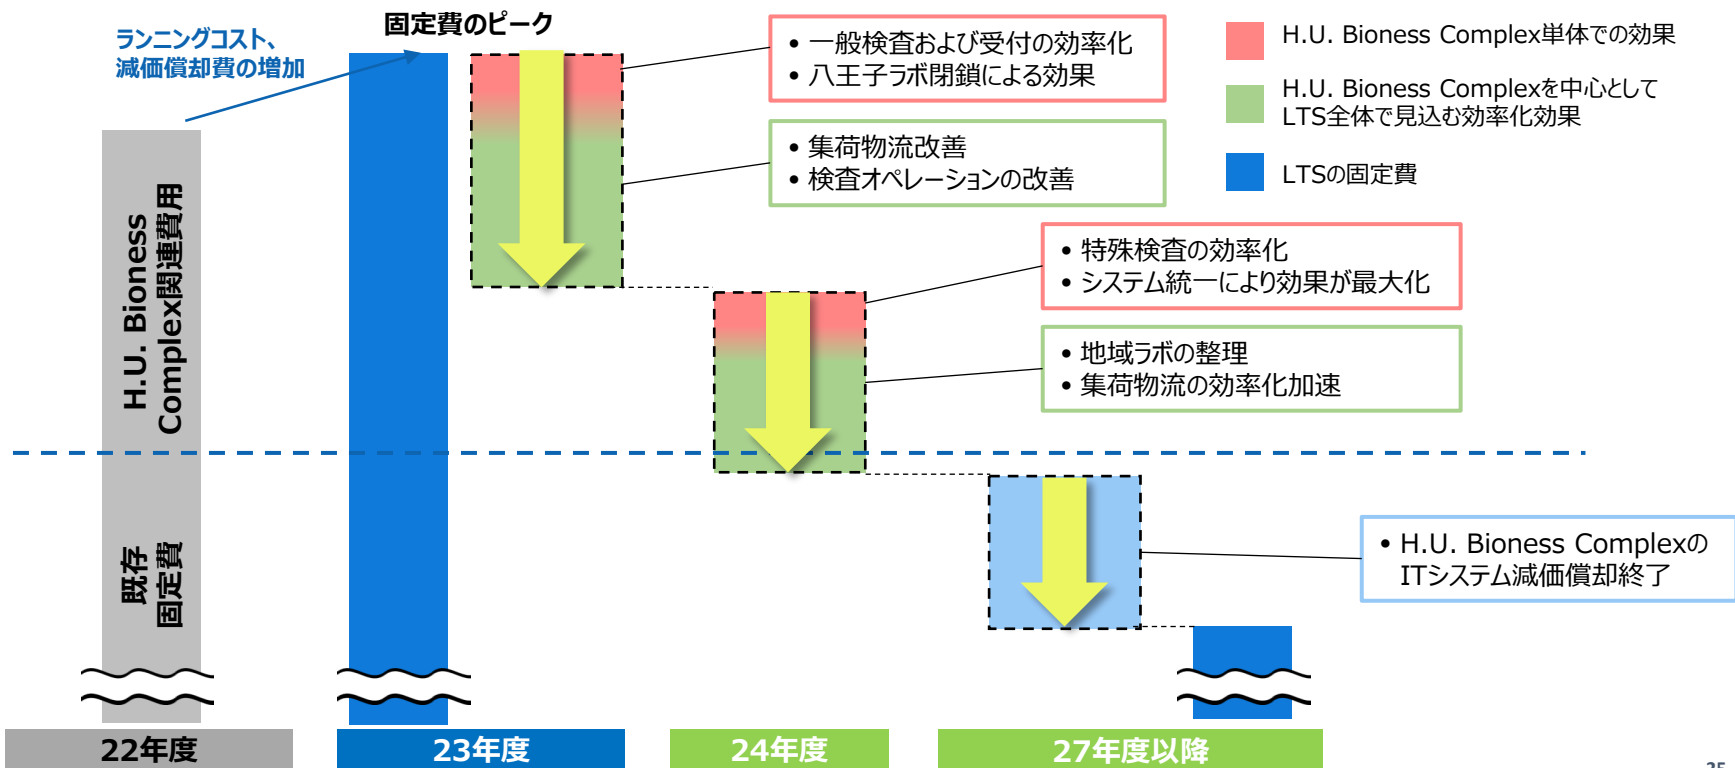 固定費のピーク
ランニングコスト、
減価償却費の増加
• 一般検査および受付の効率化
• 八王子ラボ閉鎖による効果
• 集荷物流改善
• 検査オペレーションの改善
H.U. Bioness Complex単体での効果
H.U. Bioness Complexを中心として
LTS全体で見込む効率化効果
LTSの固定費
• 特殊検査の効率化
• システム統一により効果が最大化
• 地域ラボの整理
• 集荷物流の効率化加速
H.U. Bioness
Complex関連費用
既存
固定費
• H.U. Bioness Complexの
ITシステム減価償却終了
22年度
23年度
24年度
27年度以降
25